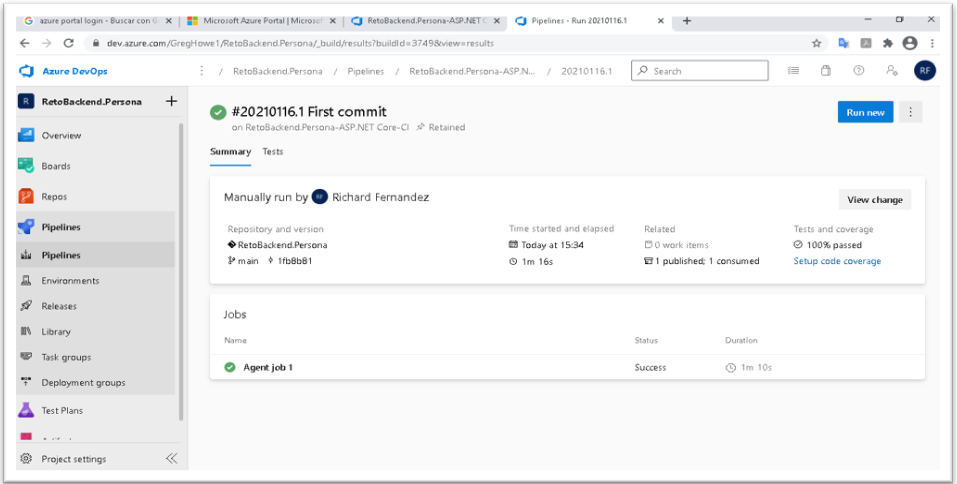 azure portal login - Buscar con G
Microsoft Azure Portal | Microsof
RetoBackend.Persona-ASP.NET C
Pipelines - Run 20210116.1
dev.azure.com/GregHowe1/RetoBackend.Persona/_build/results?buildId=3749&view=results
Azure DevOps
/ RetoBackend.Persona / Pipelines / RetoBackend.Persona-ASP.N... / 20210116.1
Search
RF
R RetoBackend.Persona +
Overview
Boards
Repos
Pipelines
Pipelines
Environments
Releases
Library
Task groups
Deployment groups
Test Plans
Project settings
#20210116.1 First commit
on RetoBackend.Persona-ASP.NET Core-CI Retained
Run new
Summary Tests
Manually run by RF Richard Fernandez
View change
Repository and version
RetoBackend.Persona
main 1fb8b81
Time started and elapsed
Today at 15:34
1m 16s
Related
0 work items
1 published; 1 consumed
Tests and coverage
100% passed
Setup code coverage
Jobs
Name Status Duration
Agent job 1 Success 1m 10s